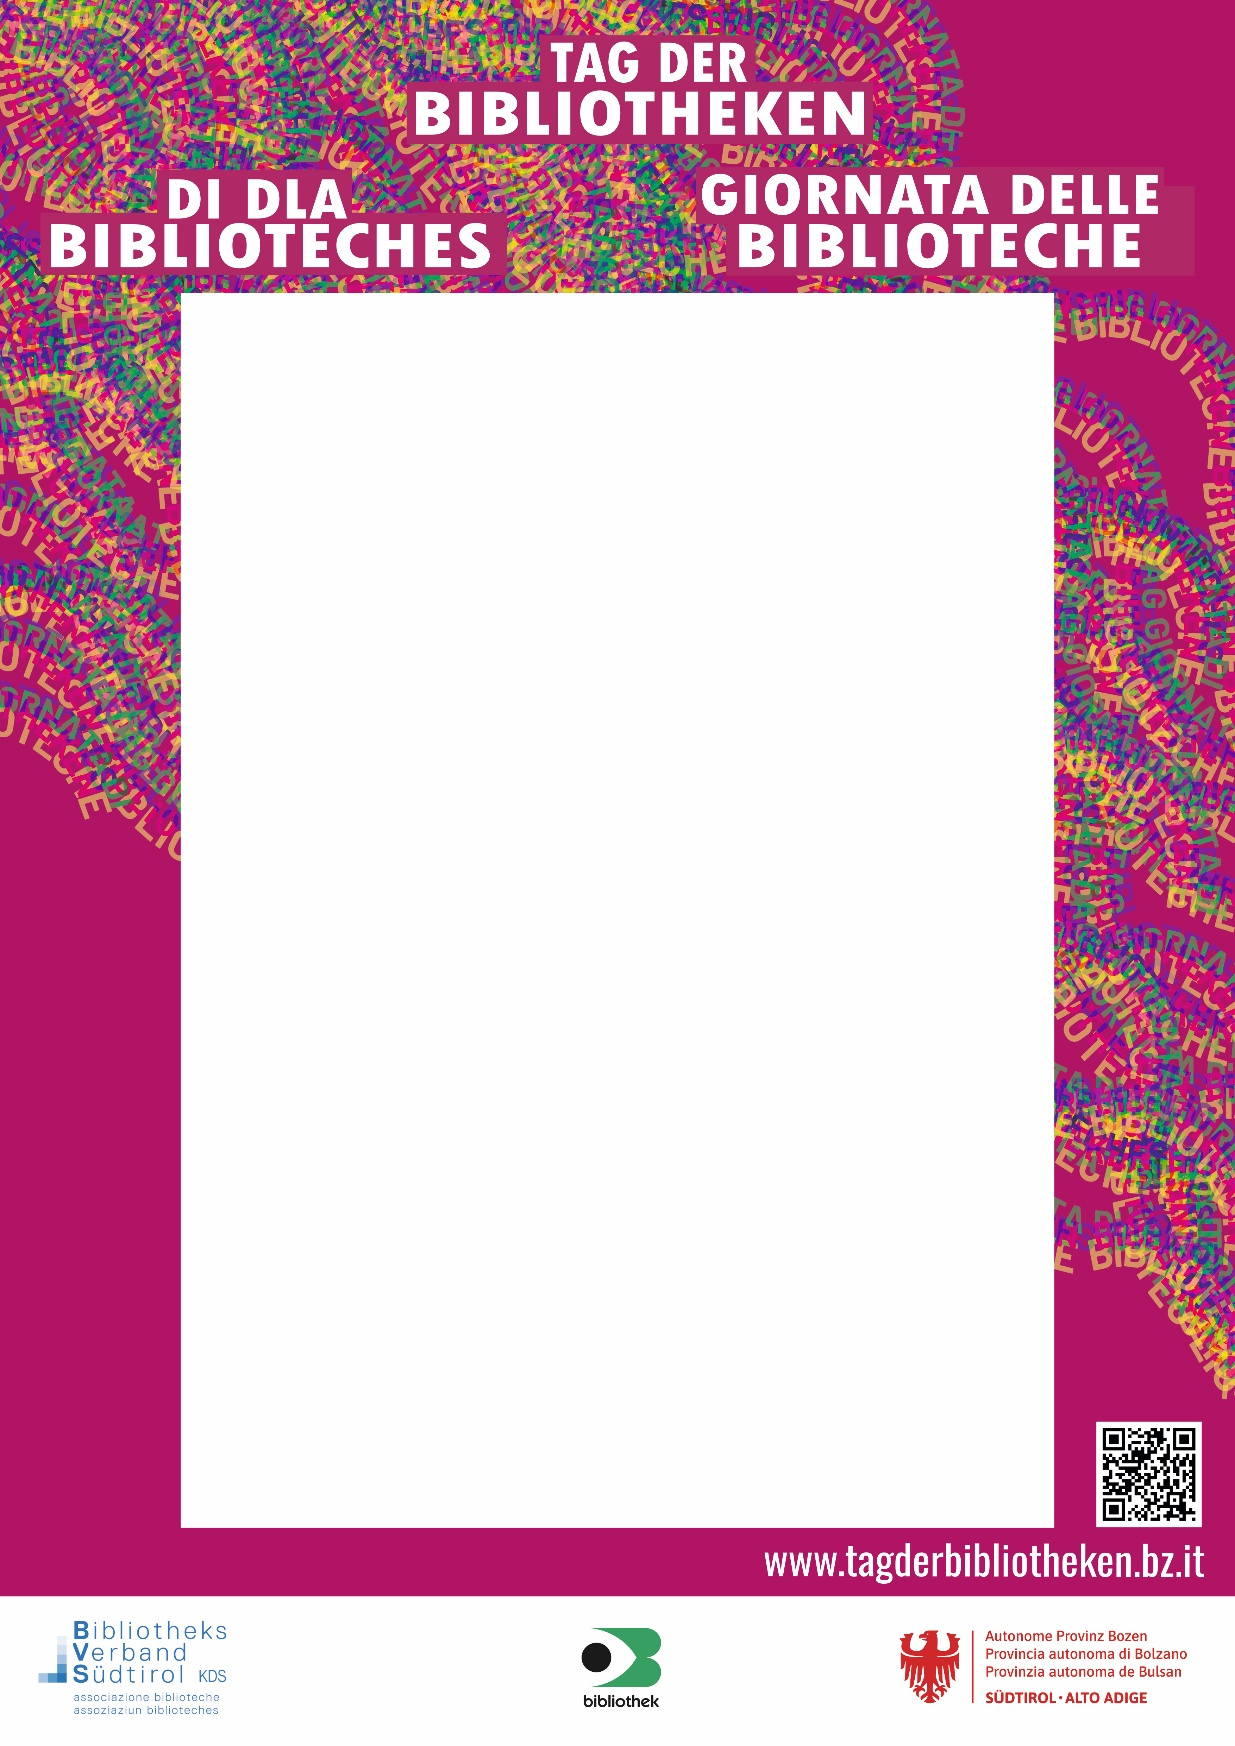 TAG DER
BIBLIOTHEKEN
DI DLA
BIBLIOTECHES
GIORNATA DELLE
BIBLIOTECHE
www.tagderbibliotheken.bz.it
Bibliotheks
Verband
Südtirol KDS
associazione biblioteche
assoziaziun biblioteches
bibliothek
Autonome Provinz Bozen
Provincia autonoma di Bolzano
Provinzia autonoma de Bulsan
SÜDTIROL · ALTO ADIGE